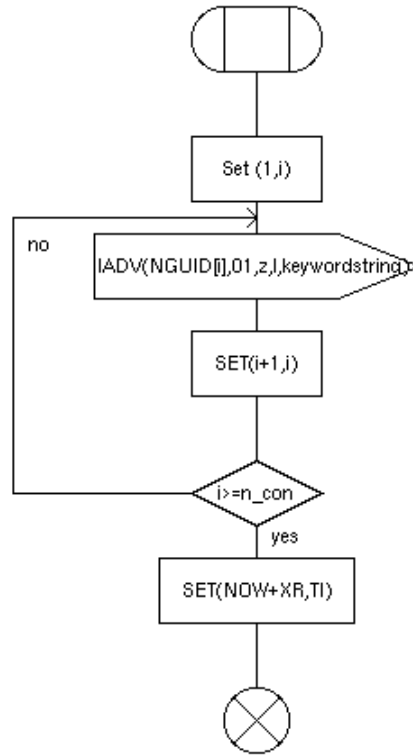 Set (1,i)
no
IADV(NGUID[i],01,z,I,keywordstring)
SET(i+1,i)
i>=n_con
yes
SET(NOW+XR,TI)